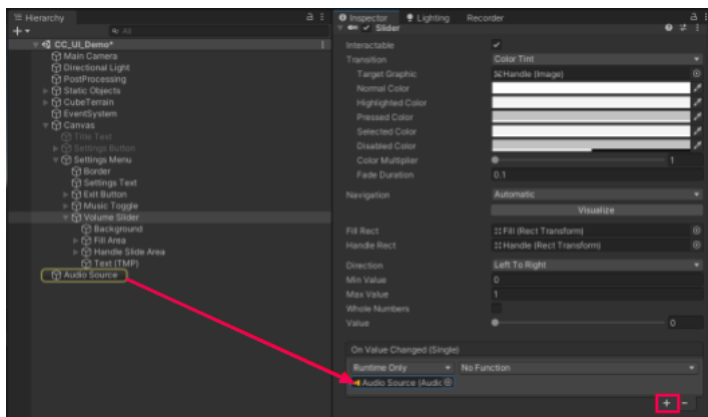 Hierarchy
All
CC_UI_Demo*
Main Camera
Directional Light
PostProcessing
Static Objects
CubeTerrain
EventSystem
Canvas
Title Text
Settings Button
Settings Menu
Border
Settings Text
Exit Button
Music Toggle
Volume Slider
Background
Fill Area
Handle Slide Area
Text (TMP)
Audio Source
Inspector Lighting Recorder
Slider
Interactable
Transition Color Tint
Target Graphic Handle (Image)
Normal Color
Highlighted Color
Pressed Color
Selected Color
Disabled Color
Color Multiplier 1
Fade Duration 0.1
Navigation Automatic
Visualize
Fill Rect Fill (Rect Transform)
Handle Rect Handle (Rect Transform)
Direction Left To Right
Min Value 0
Max Value 1
Whole Numbers
Value 0
On Value Changed (Single)
Runtime Only No Function
Audio Source (Audic